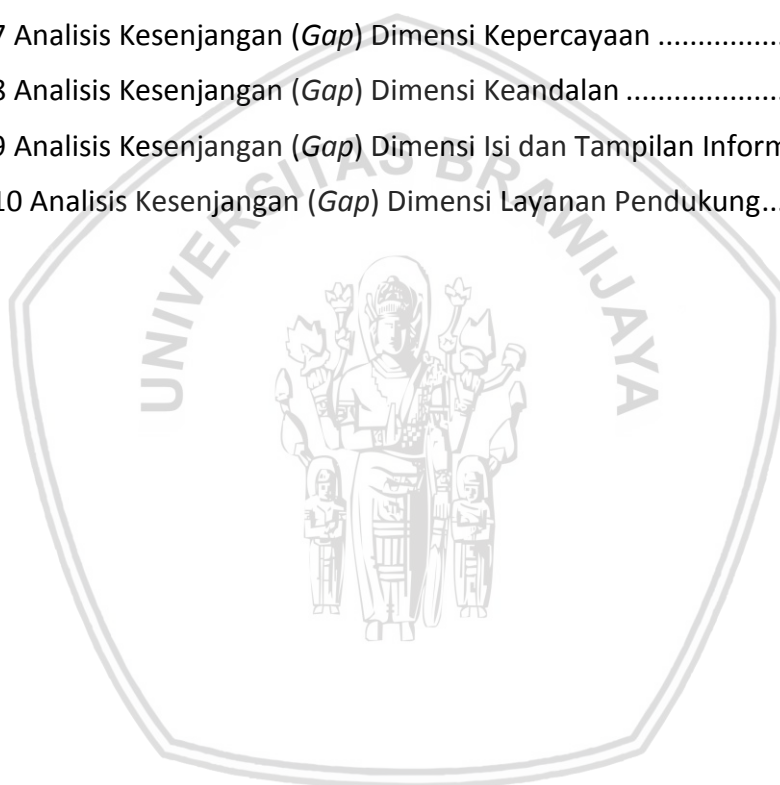 7 Analisis Kesenjangan (Gap) Dimensi Kepercayaan ................
8 Analisis Kesenjangan (Gap) Dimensi Keandalan ....................
9 Analisis Kesenjangan (Gap) Dimensi Isi dan Tampilan
10 Analisis Kesenjangan (Gap) Dimensi Layanan Pendukung...
UNIVERSITAS BRAWIJAYA